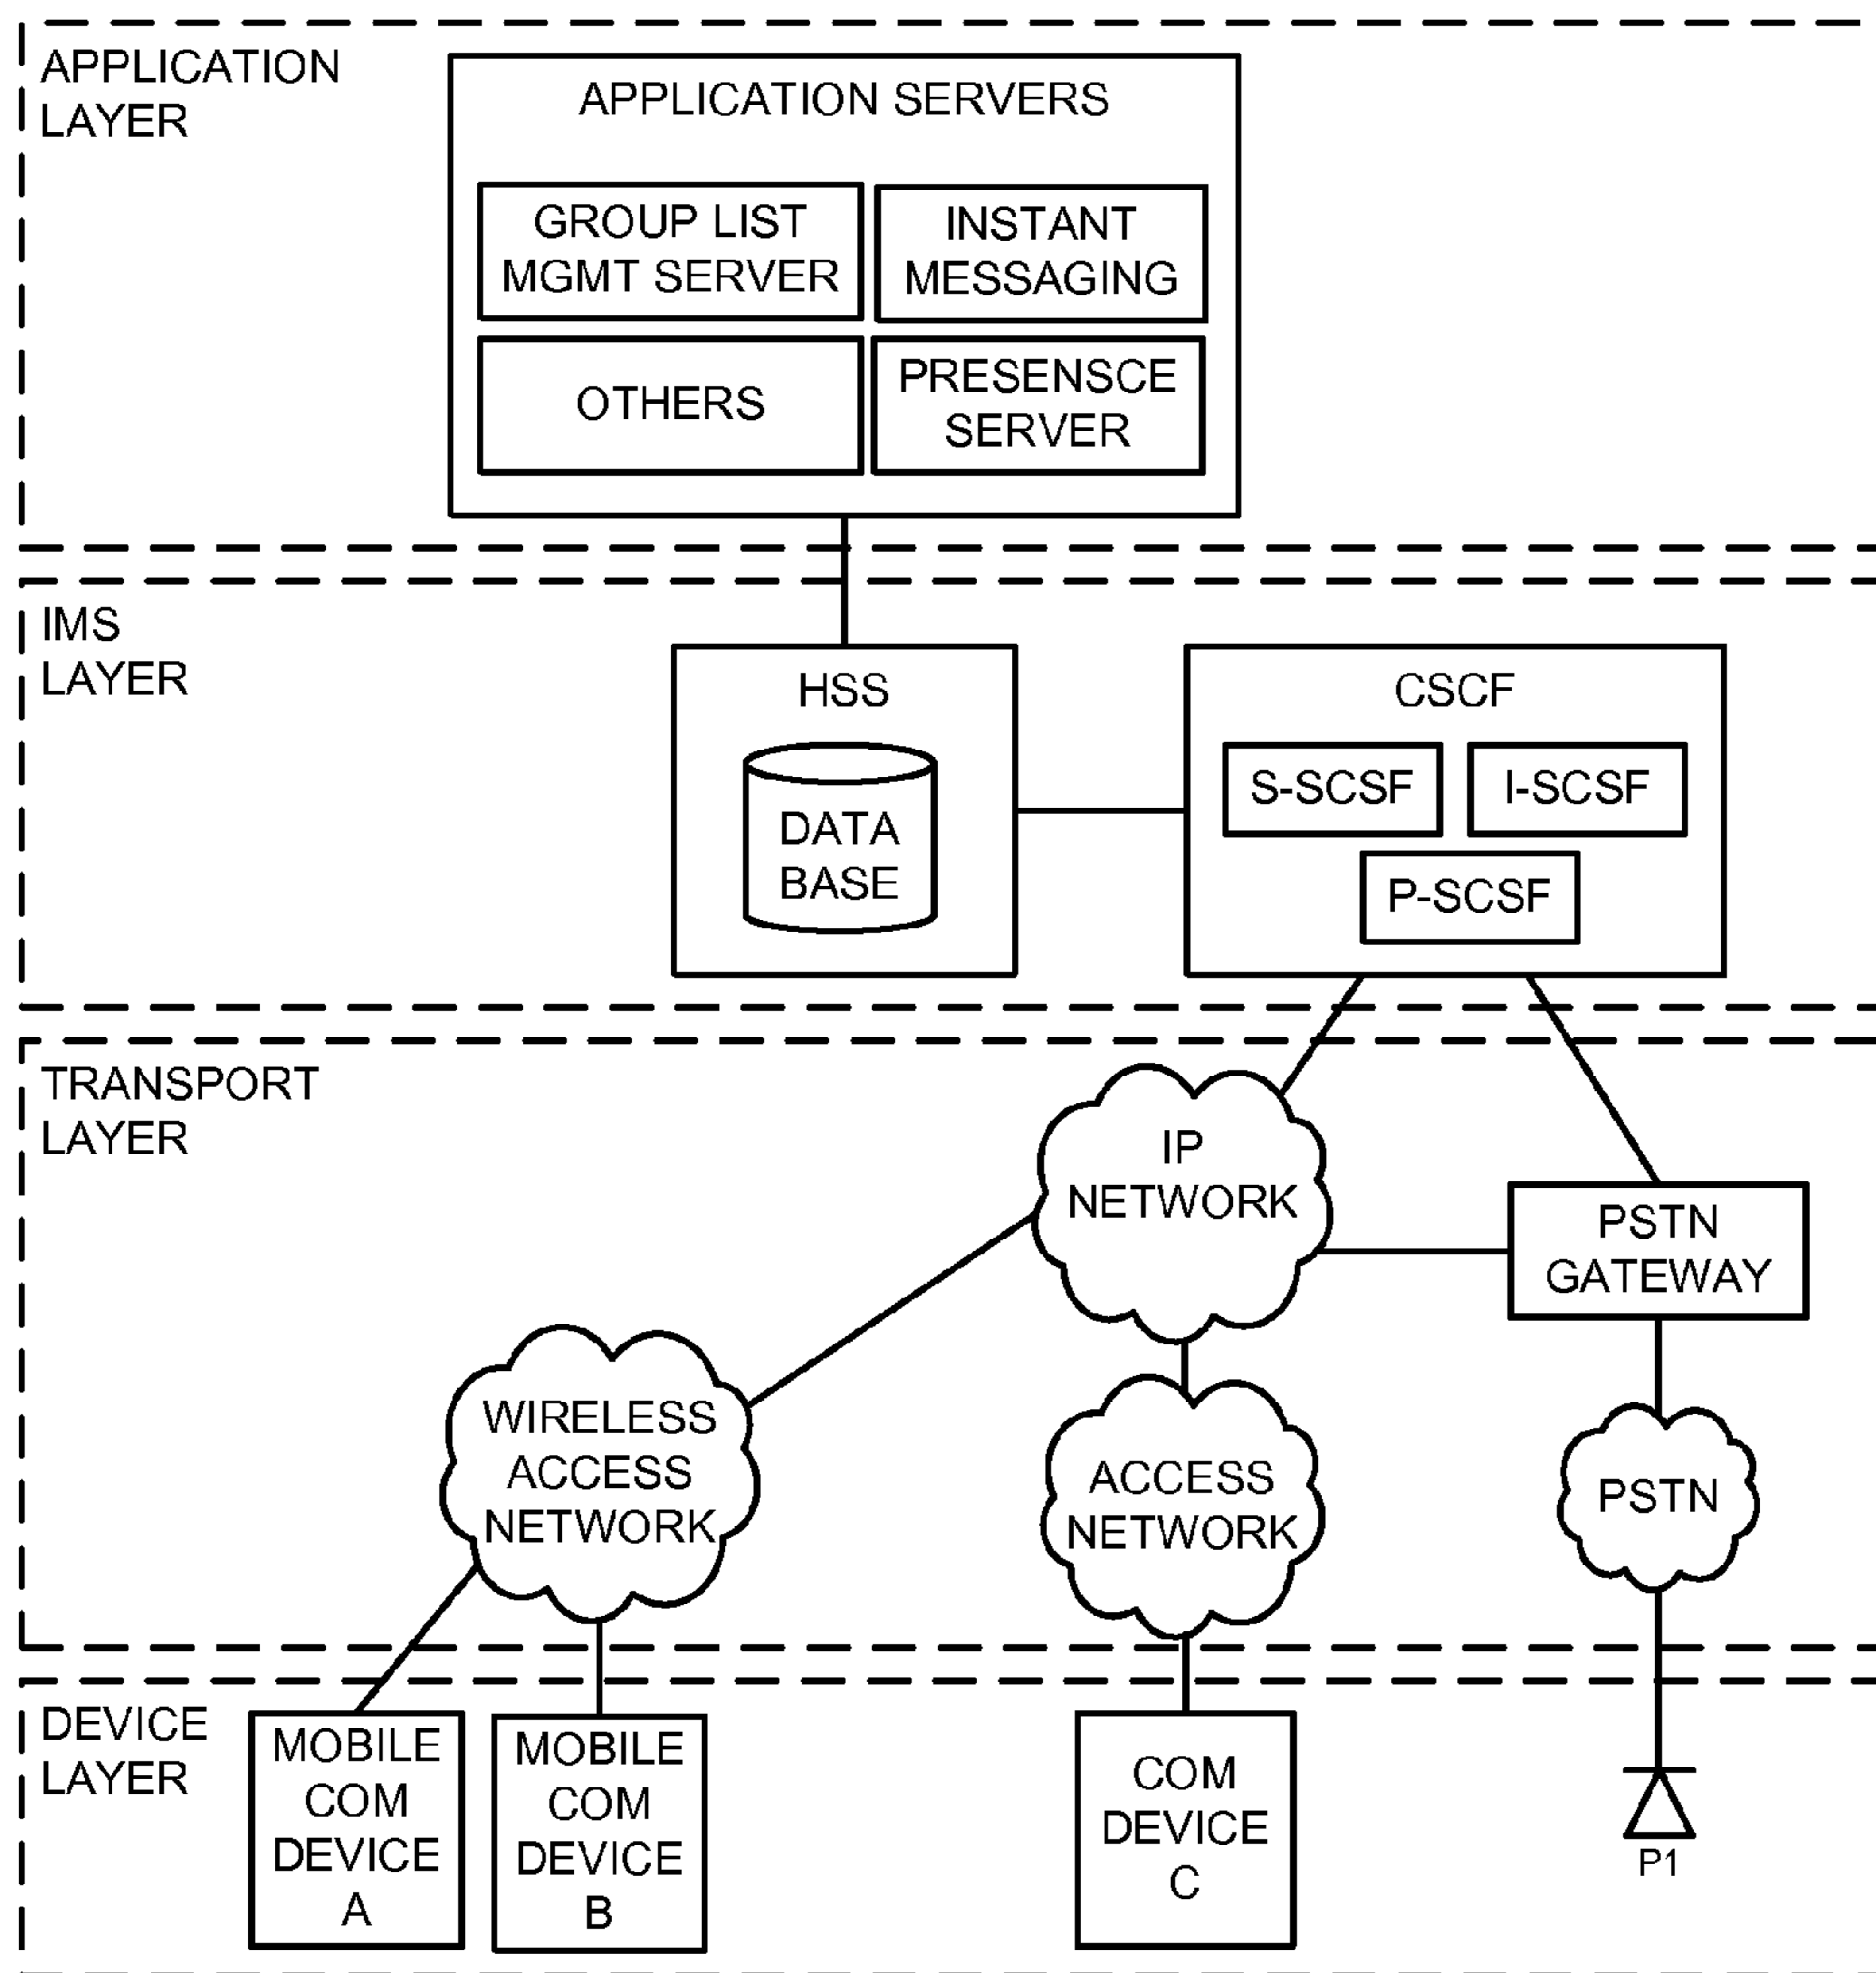 APPLICATION
LAYER
APPLICATION SERVERS
GROUP LIST
MGMT SERVER
INSTANT
MESSAGING
OTHERS
PRESENSCE
SERVER
IMS
LAYER
HSS
DATA
BASE
CSCF
S-SCSF
I-SCSF
P-SCSF
TRANSPORT
LAYER
IP
NETWORK
PSTN
GATEWAY
WIRELESS
ACCESS
NETWORK
ACCESS
NETWORK
PSTN
DEVICE
LAYER
MOBILE
COM
DEVICE
A
MOBILE
COM
DEVICE
B
COM
DEVICE
C
P1